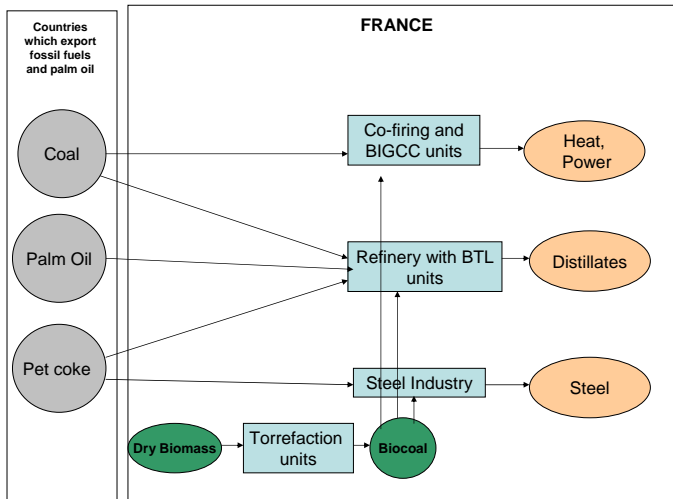 Countries
which export
fossil fuels
and palm oil
FRANCE
Coal
Co-firing and
BIGCC units
Heat,
Power
Palm Oil
Refinery with BTL
units
Distillates
Pet coke
Steel Industry
Steel
Dry Biomass
Torrefaction
units
Biocoal